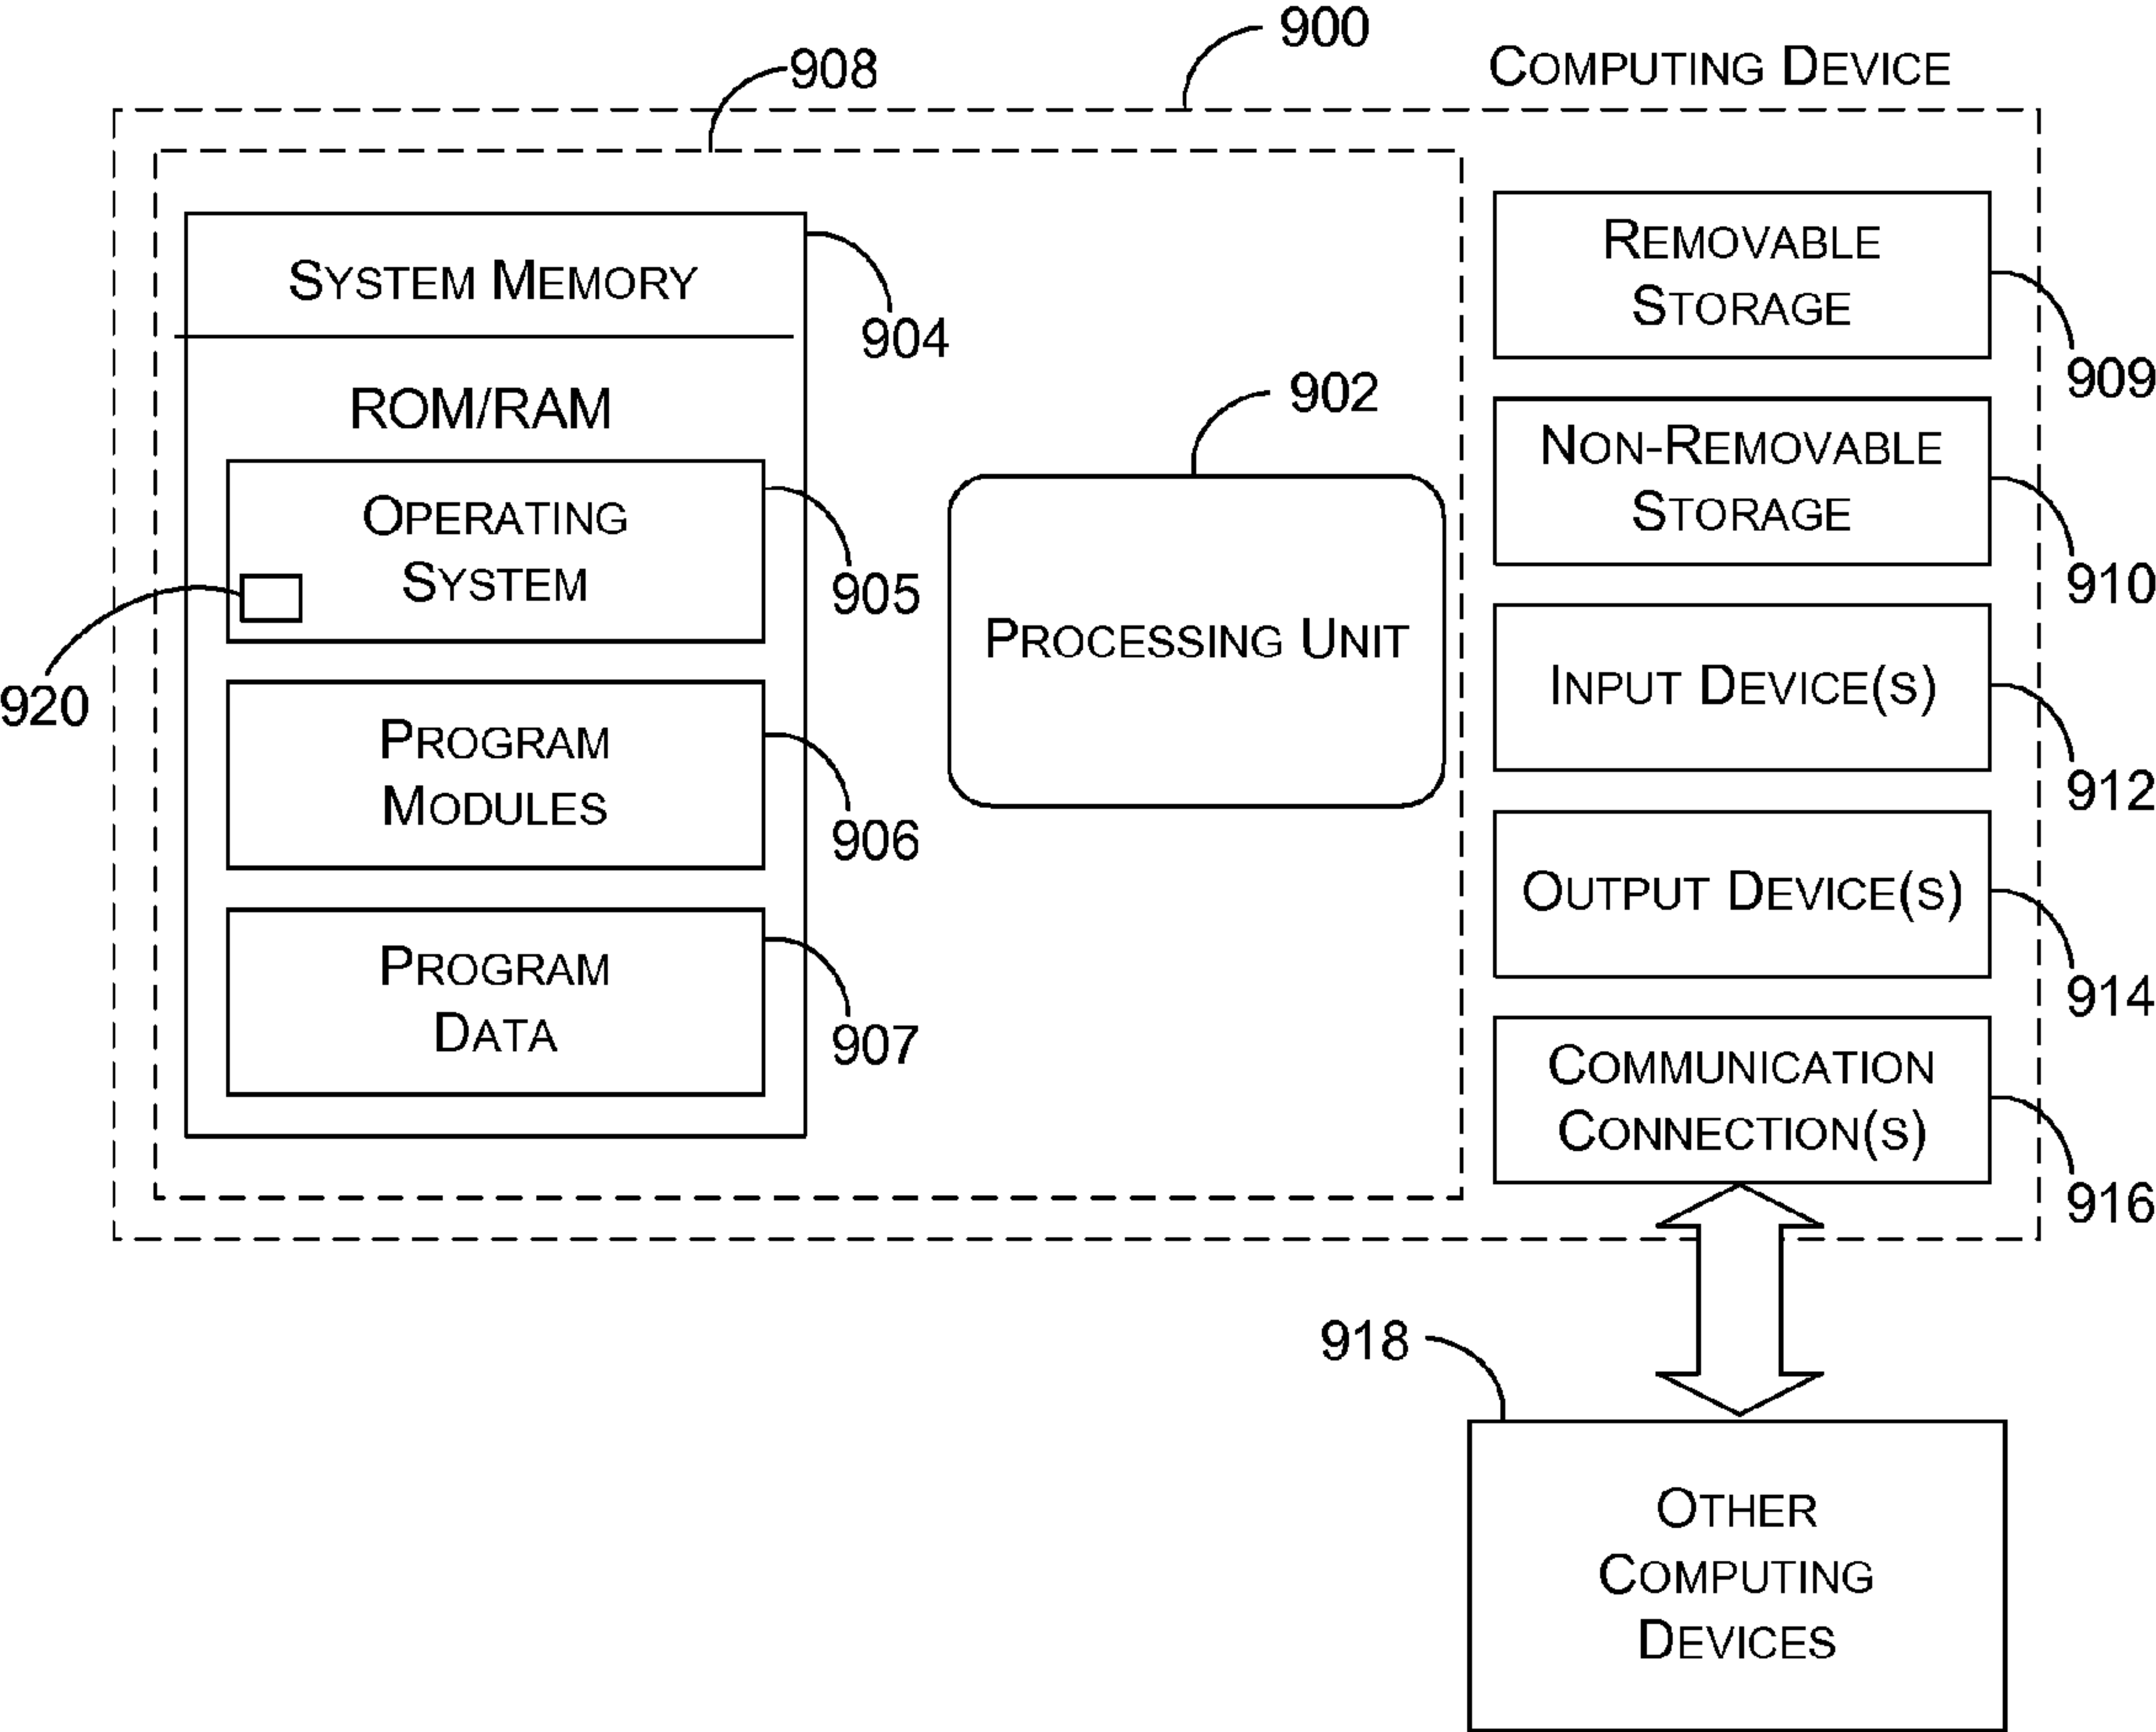 900
COMPUTING DEVICE
908
SYSTEM MEMORY
904
ROM/RAM
OPERATING
SYSTEM
905
920
PROGRAM
MODULES
906
PROGRAM
DATA
907
902
PROCESSING UNIT
REMOVABLE
STORAGE
909
NON-REMOVABLE
STORAGE
910
INPUT DEVICE(S)
912
OUTPUT DEVICE(S)
914
COMMUNICATION
CONNECTION(S)
916
918
OTHER
COMPUTING
DEVICES